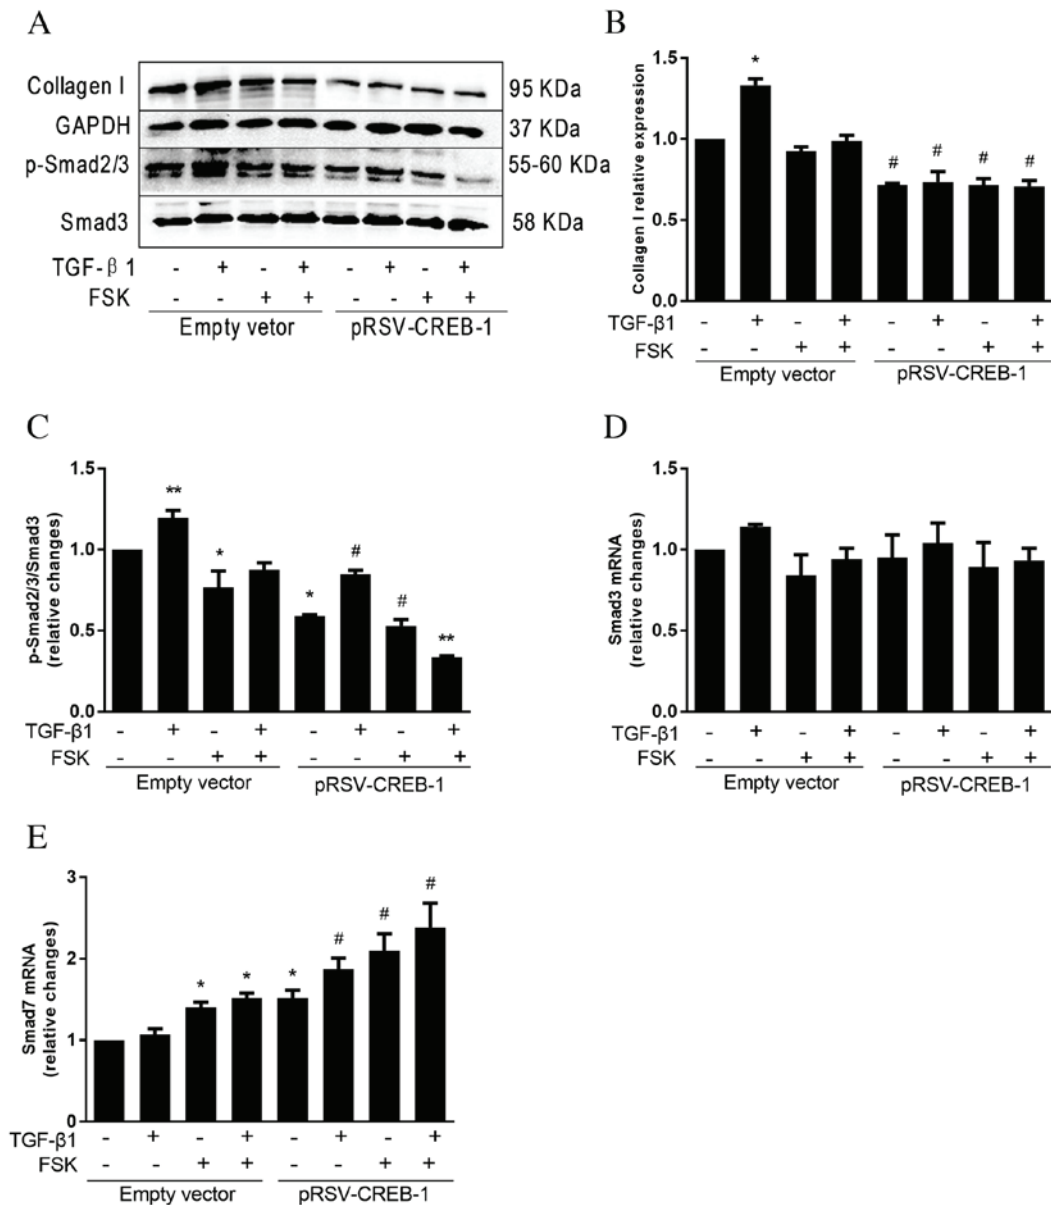 A
Collagen I 95 KDa
GAPDH 37 KDa
p-Smad2/3 55-60 KDa
Smad3 58 KDa
TGF-β1 - + - + - + - +
FSK - - + + - - + +
Empty vetor pRSV-CREB-1
B
Collagen I relative expression
1.5
1.0
0.5
0.0
*
# # # #
TGF-β1 - + - + - + - +
FSK - - + + - - + +
Empty vector pRSV-CREB-1
C
p-Smad2/3/Smad3
(relative changes)
1.5
1.0
0.5
0.0
** * * # # **
TGF-β1 - + - + - + - +
FSK - - + + - - + +
Empty vector pRSV-CREB-1
D
Smad3 mRNA
(relative changes)
1.5
1.0
0.5
0.0
TGF-β1 - + - + - + - +
FSK - - + + - - + +
Empty vector pRSV-CREB-1
E
Smad7 mRNA
(relative changes)
3
2
1
0
* * * # # #
TGF-β1 - + - + - + - +
FSK - - + + - - + +
Empty vector pRSV-CREB-1